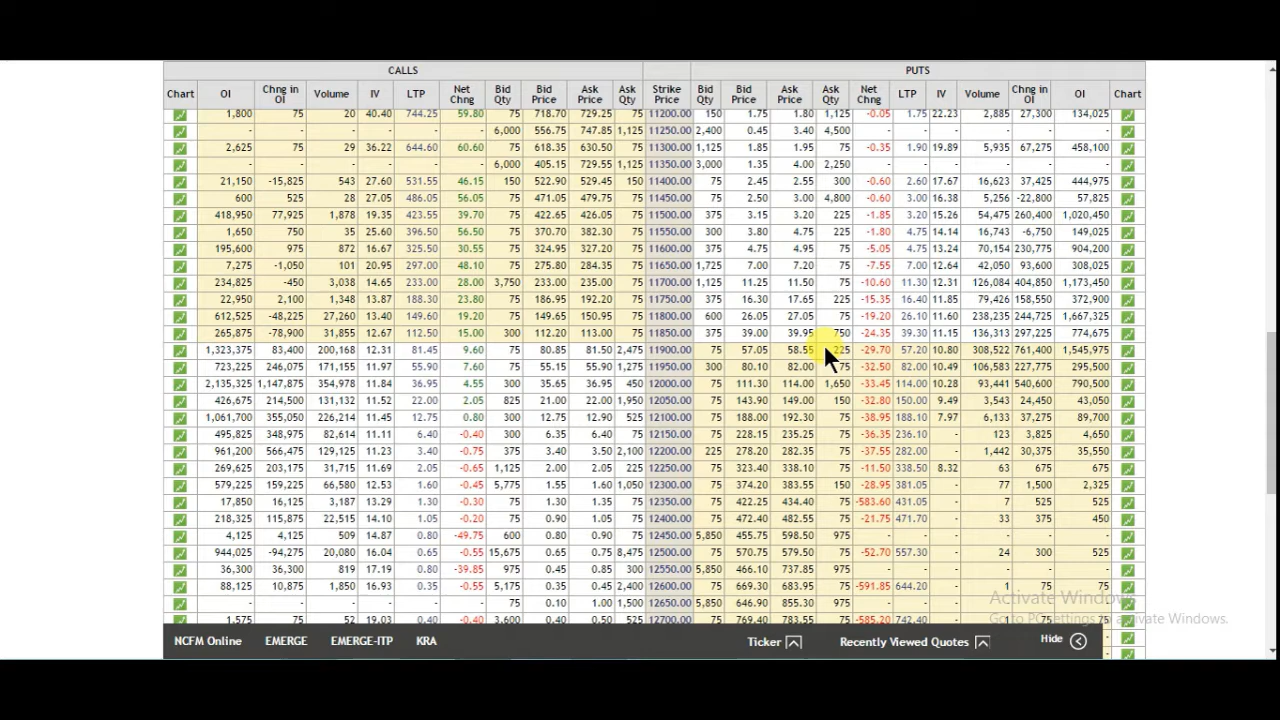 CALLS PUTS
Chart OI Chng in OI Volume IV LTP Net Chng Bid Qty Bid Price Ask Price Ask Qty Strike Price Bid Qty Bid Price Ask Price Ask Qty Net Chng LTP IV Volume Chng in OI OI Chart
1,800 75 20 40.40 744.25 59.80 75 718.70 729.25 75 11200.00 150 1.75 1.80 1,125 -0.05 1.75 22.23 2,885 27,300 134,025
- - - - - - 6,000 556.75 747.85 1,125 11250.00 2,400 0.45 3.40 4,500 - - - - - -
2,625 75 29 36.22 644.60 60.60 75 618.35 630.50 75 11300.00 1,125 1.85 1.95 75 -0.35 1.90 19.89 5,935 67,275 458,100
- - - - - - 6,000 405.15 729.55 1,125 11350.00 3,000 1.35 4.00 2,250 - - - - - -
21,150 -15,825 543 27.60 531.55 46.15 150 522.90 529.45 150 11400.00 75 2.45 2.55 300 -0.60 2.60 17.67 16,623 37,425 444,975
600 525 28 27.05 486.05 56.05 75 471.05 479.75 75 11450.00 75 2.50 3.00 4,800 -0.60 3.00 16.38 5,256 -22,800 57,825
418,950 77,925 1,878 19.35 423.55 39.70 75 422.65 426.05 75 11500.00 375 3.15 3.20 225 -1.85 3.20 15.26 54,475 260,400 1,020,450
1,650 750 35 25.60 396.50 56.50 75 370.70 382.30 75 11550.00 300 3.80 4.75 225 -1.80 4.75 14.14 16,743 -6,750 149,025
195,600 975 872 16.67 325.50 30.55 75 324.95 327.20 75 11600.00 375 4.75 4.95 75 -5.05 4.75 13.24 70,154 230,775 904,200
7,275 -1,050 101 20.95 297.00 48.10 75 275.80 284.35 75 11650.00 1,725 7.00 7.20 75 -7.55 7.00 12.64 42,050 93,600 308,025
234,825 -450 3,038 14.65 233.00 28.00 3,750 233.00 235.00 75 11700.00 1,125 11.25 11.50 75 -10.60 11.30 12.31 126,084 404,850 1,173,450
22,950 2,100 1,348 13.87 188.30 23.80 75 186.95 192.20 75 11750.00 375 16.30 17.65 225 -15.35 16.40 11.85 79,426 158,550 372,900
612,525 -48,225 27,260 13.40 149.60 19.20 75 149.65 150.95 75 11800.00 600 26.05 27.05 75 -19.20 26.10 11.60 238,235 244,725 1,667,325
265,875 -78,900 31,855 12.67 112.50 15.00 300 112.20 113.00 75 11850.00 375 39.00 39.95 750 -24.35 39.30 11.15 136,313 297,225 774,675
1,323,375 83,400 200,168 12.31 81.45 9.60 75 80.85 81.50 2,475 11900.00 75 57.05 58.55 225 -29.70 57.20 10.80 308,522 761,400 1,545,975
723,225 246,075 171,155 11.97 55.90 7.60 75 55.15 55.90 1,275 11950.00 300 80.10 82.00 75 -32.50 82.00 10.49 106,583 227,775 295,500
2,135,325 1,147,875 354,978 11.84 36.95 4.55 300 35.65 36.95 450 12000.00 75 111.30 114.00 1,650 -33.45 114.00 10.28 93,441 540,600 790,500
426,675 214,500 131,132 11.52 22.00 2.05 825 21.00 22.00 1,950 12050.00 75 143.90 149.00 150 -32.80 150.00 9.49 3,543 24,450 43,050
1,061,700 355,050 226,214 11.45 12.75 0.80 300 12.75 12.90 525 12100.00 75 188.00 192.30 75 -38.95 188.10 7.97 6,133 37,275 89,700
495,825 348,975 82,614 11.11 6.40 -0.40 300 6.35 6.40 75 12150.00 75 228.15 235.25 75 -36.35 236.10 - 123 3,825 4,650
961,200 566,475 129,125 11.23 3.40 -0.75 375 3.40 3.50 2,100 12200.00 225 278.20 282.35 75 -37.55 282.00 - 1,442 30,375 35,550
269,625 203,175 31,715 11.69 2.05 -0.65 1,125 2.00 2.05 225 12250.00 75 323.40 338.10 75 -11.50 338.50 8.32 63 675 675
579,225 159,225 66,580 12.53 1.60 -0.45 5,775 1.55 1.60 1,050 12300.00 75 374.20 383.55 150 -28.95 381.05 - 77 1,500 2,325
17,850 16,125 3,187 13.29 1.30 -0.30 75 1.30 1.35 75 12350.00 75 422.25 434.40 75 -583.60 431.05 - 7 525 525
218,325 115,875 22,515 14.10 1.05 -0.20 75 0.90 1.05 75 12400.00 75 472.40 482.55 75 -21.75 471.70 - 33 375 450
4,125 4,125 509 14.87 0.80 -49.75 600 0.80 0.90 75 12450.00 5,850 455.75 598.50 975 - - - - - -
944,025 -94,275 20,080 16.04 0.65 -0.55 15,675 0.65 0.75 8,475 12500.00 75 570.75 579.50 75 -52.70 557.30 - 24 300 525
36,300 36,300 819 17.19 0.80 -39.85 975 0.45 0.85 300 12550.00 5,850 466.10 737.85 975 - - - - - -
88,125 10,875 1,850 16.93 0.35 -0.55 5,175 0.35 0.45 2,400 12600.00 75 669.30 683.95 75 -591.85 644.20 - 1 75 75
- - - - - - 75 0.10 1.00 1,500 12650.00 5,850 646.90 855.30 975 - - - - - -
1,575 75 52 19.03 0.40 -0.40 3,600 0.40 0.50 525 12700.00 75 769.40 783.55 75 -585.20 742.40 - 1 75 75
Activate Windows
Go to PC settings to activate Windows.
NCFM Online EMERGE EMERGE-ITP KRA Ticker Recently Viewed Quotes Hide